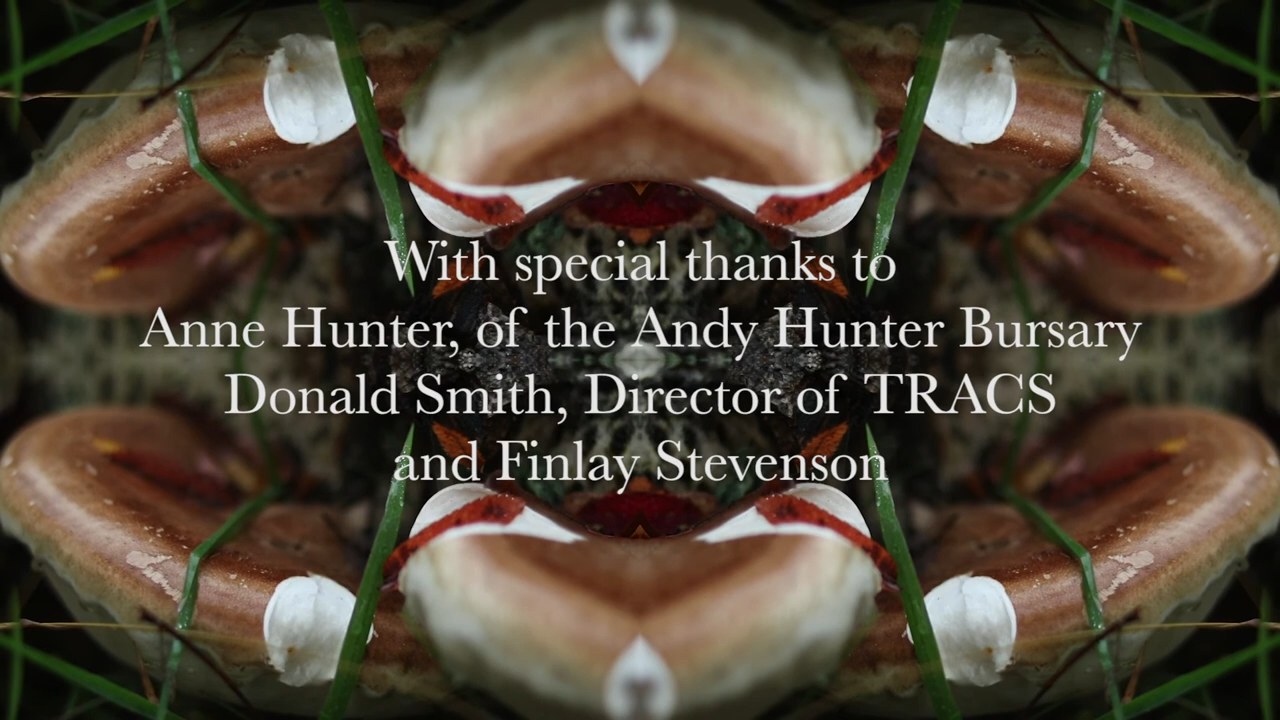 With special thanks to
Anne Hunter, of the Andy Hunter Bursary
Donald Smith, Director of TRACS
and Finlay Stevenson